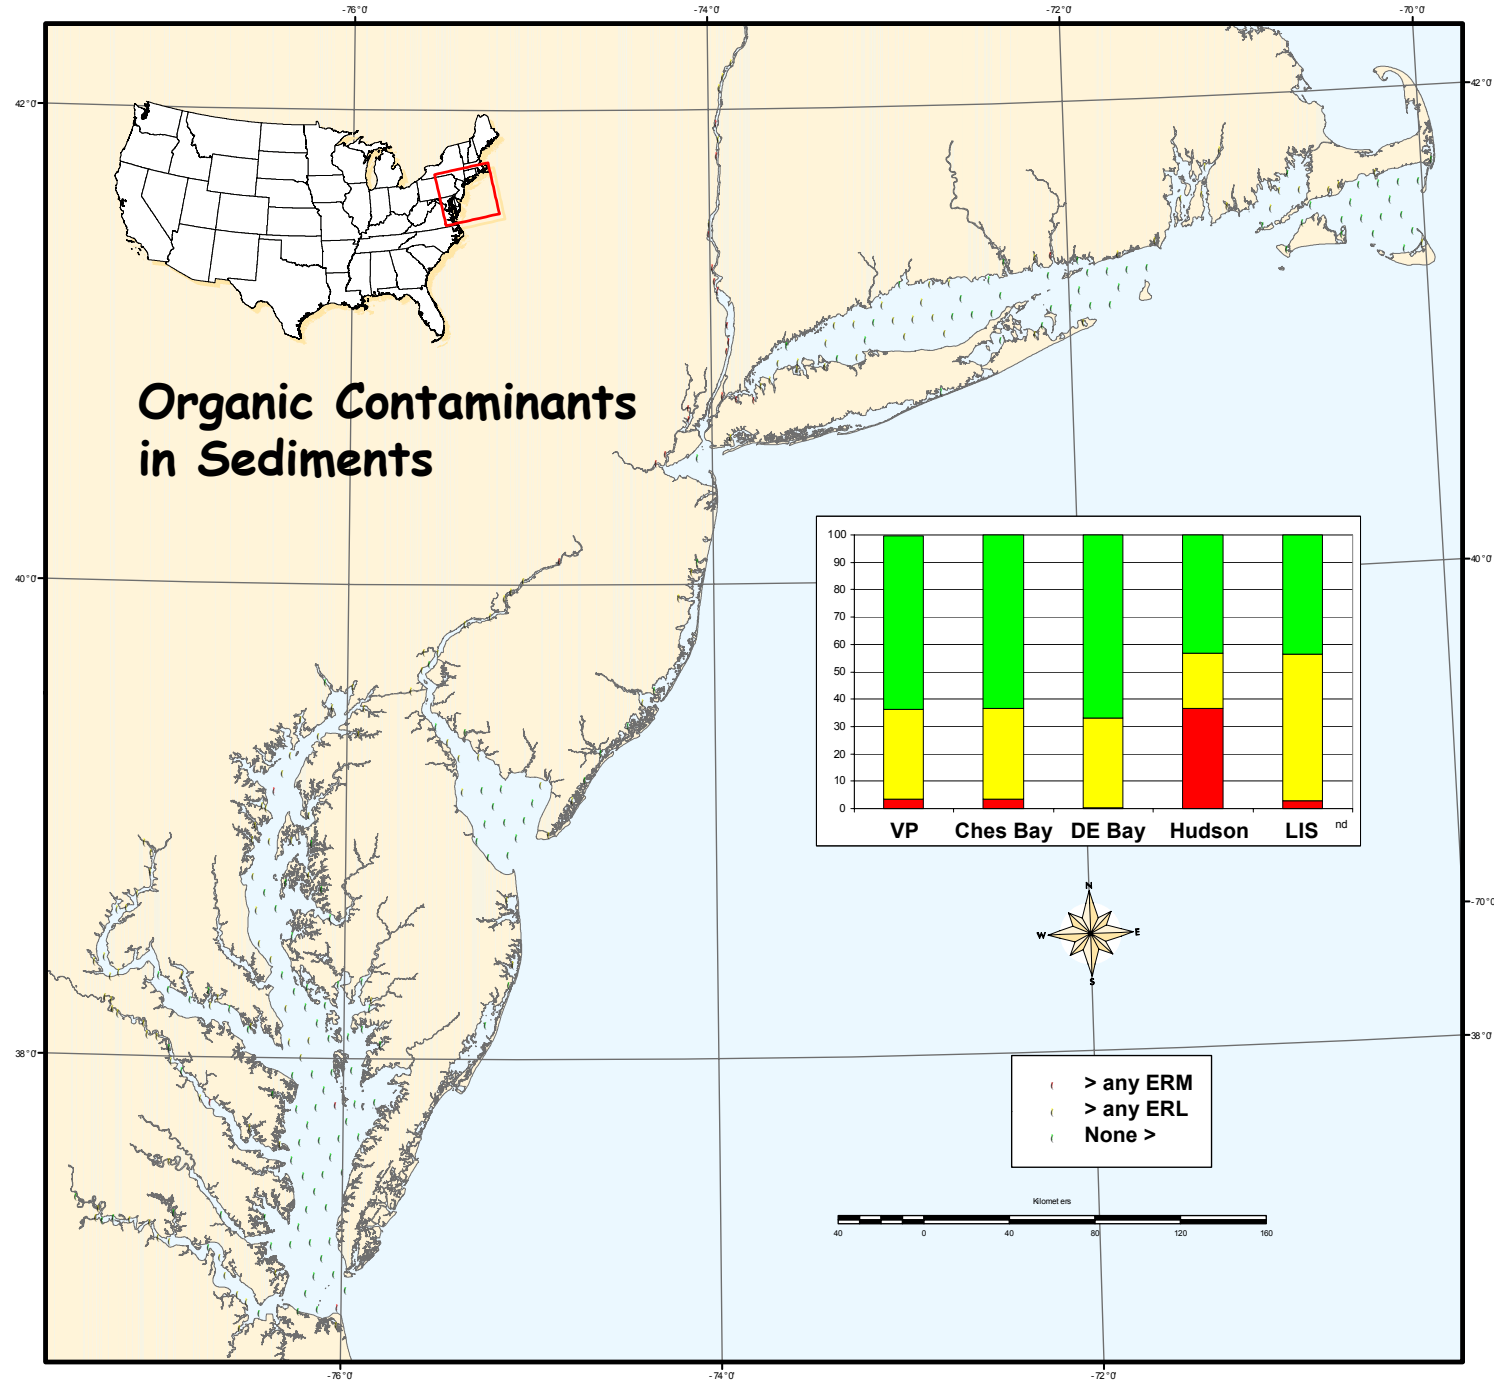 -76°0'
-74°0'
-72°0'
-70°0'
42°0'
42°0'
Organic Contaminants
in Sediments
40°0'
40°0'
100
90
80
70
60
50
40
30
20
10
0
VP
Ches Bay
DE Bay
Hudson
LIS
nd
N
W
E
S
-70°0'
38°0'
38°0'
> any ERM
> any ERL
None >
Kilometers
40
0
40
80
120
160
-76°0'
-74°0'
-72°0'